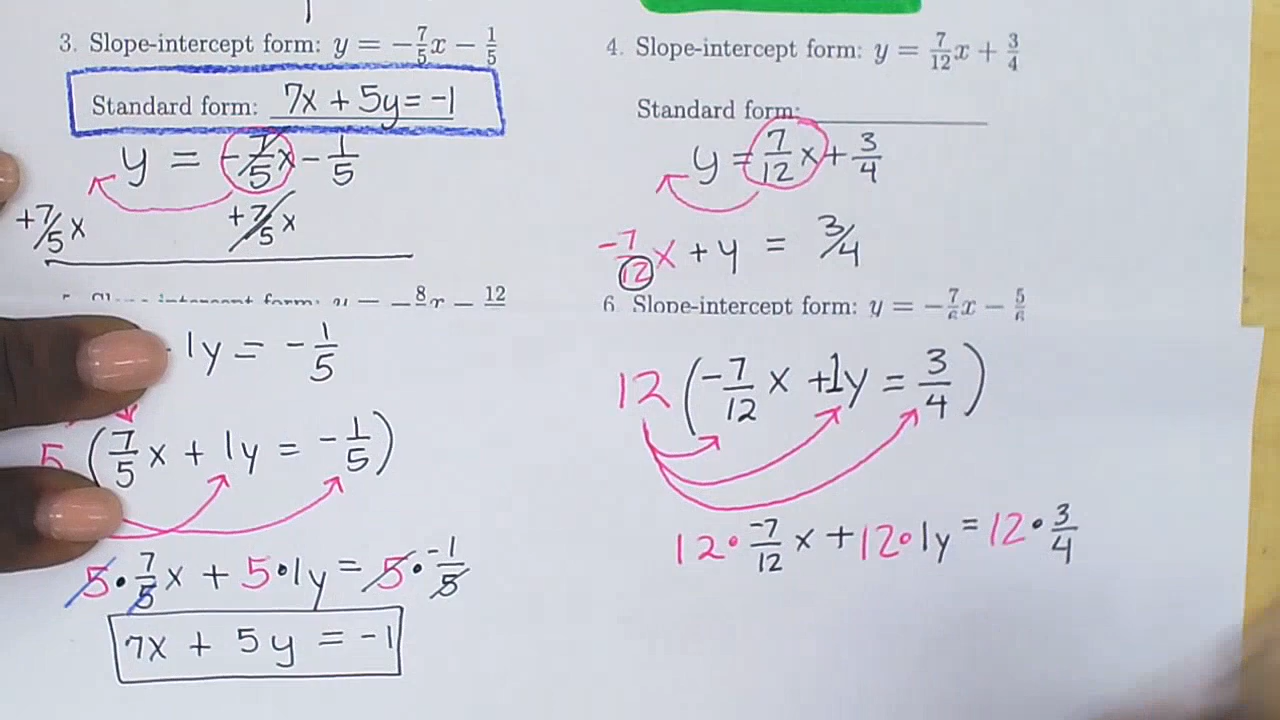 3. Slope-intercept form: y = -7/5x - 1/5
Standard form: 7x + 5y = -1
y = -7/5x - 1/5
+7/5x +7/5x
1y = -1/5
5 (7/5x + 1y = -1/5)
5 • 7/5x + 5 • 1y = 5 • -1/5
7x + 5y = -1
4. Slope-intercept form: y = 7/12x + 3/4
Standard form:
y = 7/12x + 3/4
-7/12x + y = 3/4
6. Slope-intercept form: y = -7/6x - 5/6
12 (-7/12x + 1y = 3/4)
12 • -7/12x + 12 • 1y = 12 • 3/4